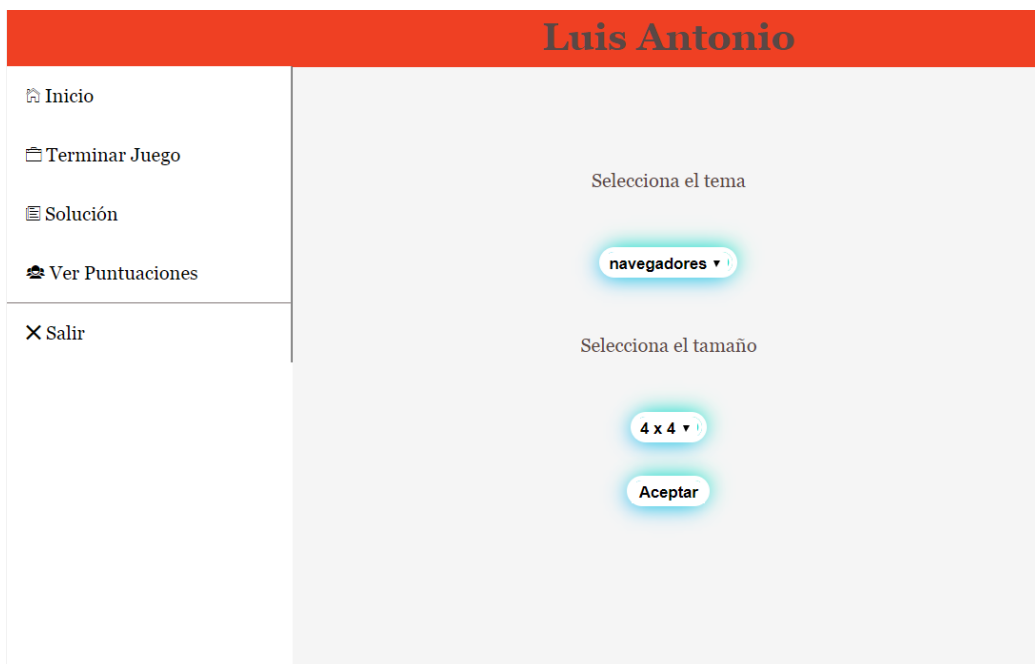 Luis Antonio
Inicio
Terminar Juego
Solución
Ver Puntuaciones
Salir
Selecciona el tema
navegadores
Selecciona el tamaño
4 x 4
Aceptar